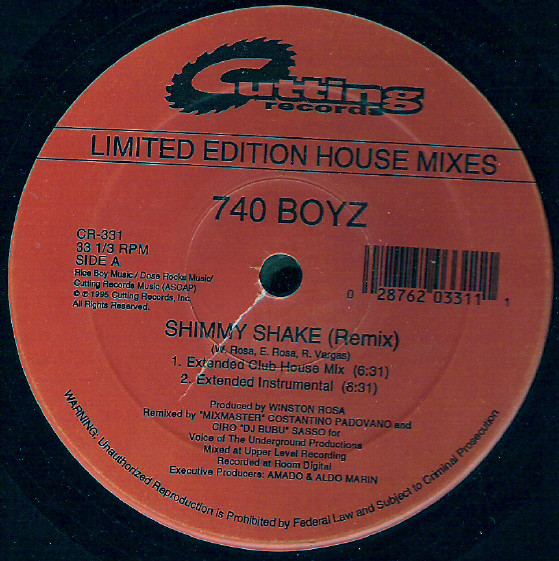 Cutting
records
LIMITED EDITION HOUSE MIXES
740 BOYZ
CR-331
33 1/3 RPM
SIDE A
Rice Boy Music / Dose Rocks Music/
Cutting Records Music (ASCAP)
© ℗ 1995 Cutting Records, Inc.
All Rights Reserved.
0 28762 03311 1
SHIMMY SHAKE (Remix)
(W. Rosa, E. Rosa, R. Vargas)
1. Extended Club House Mix (6:31)
2. Extended Instrumental (6:31)
Produced by WINSTON ROSA
Remixed by "MIXMASTER" COSTANTINO PADOVANO and
CIRO "DJ BUBU" SASSO for
Voice of The Underground Productions
Mixed at Upper Level Recording
Recorded at Room Digital
Executive Producers: AMADO & ALDO MARIN
WARNING: Unauthorized Reproduction is Prohibited by Federal Law and Subject to Criminal Prosecution